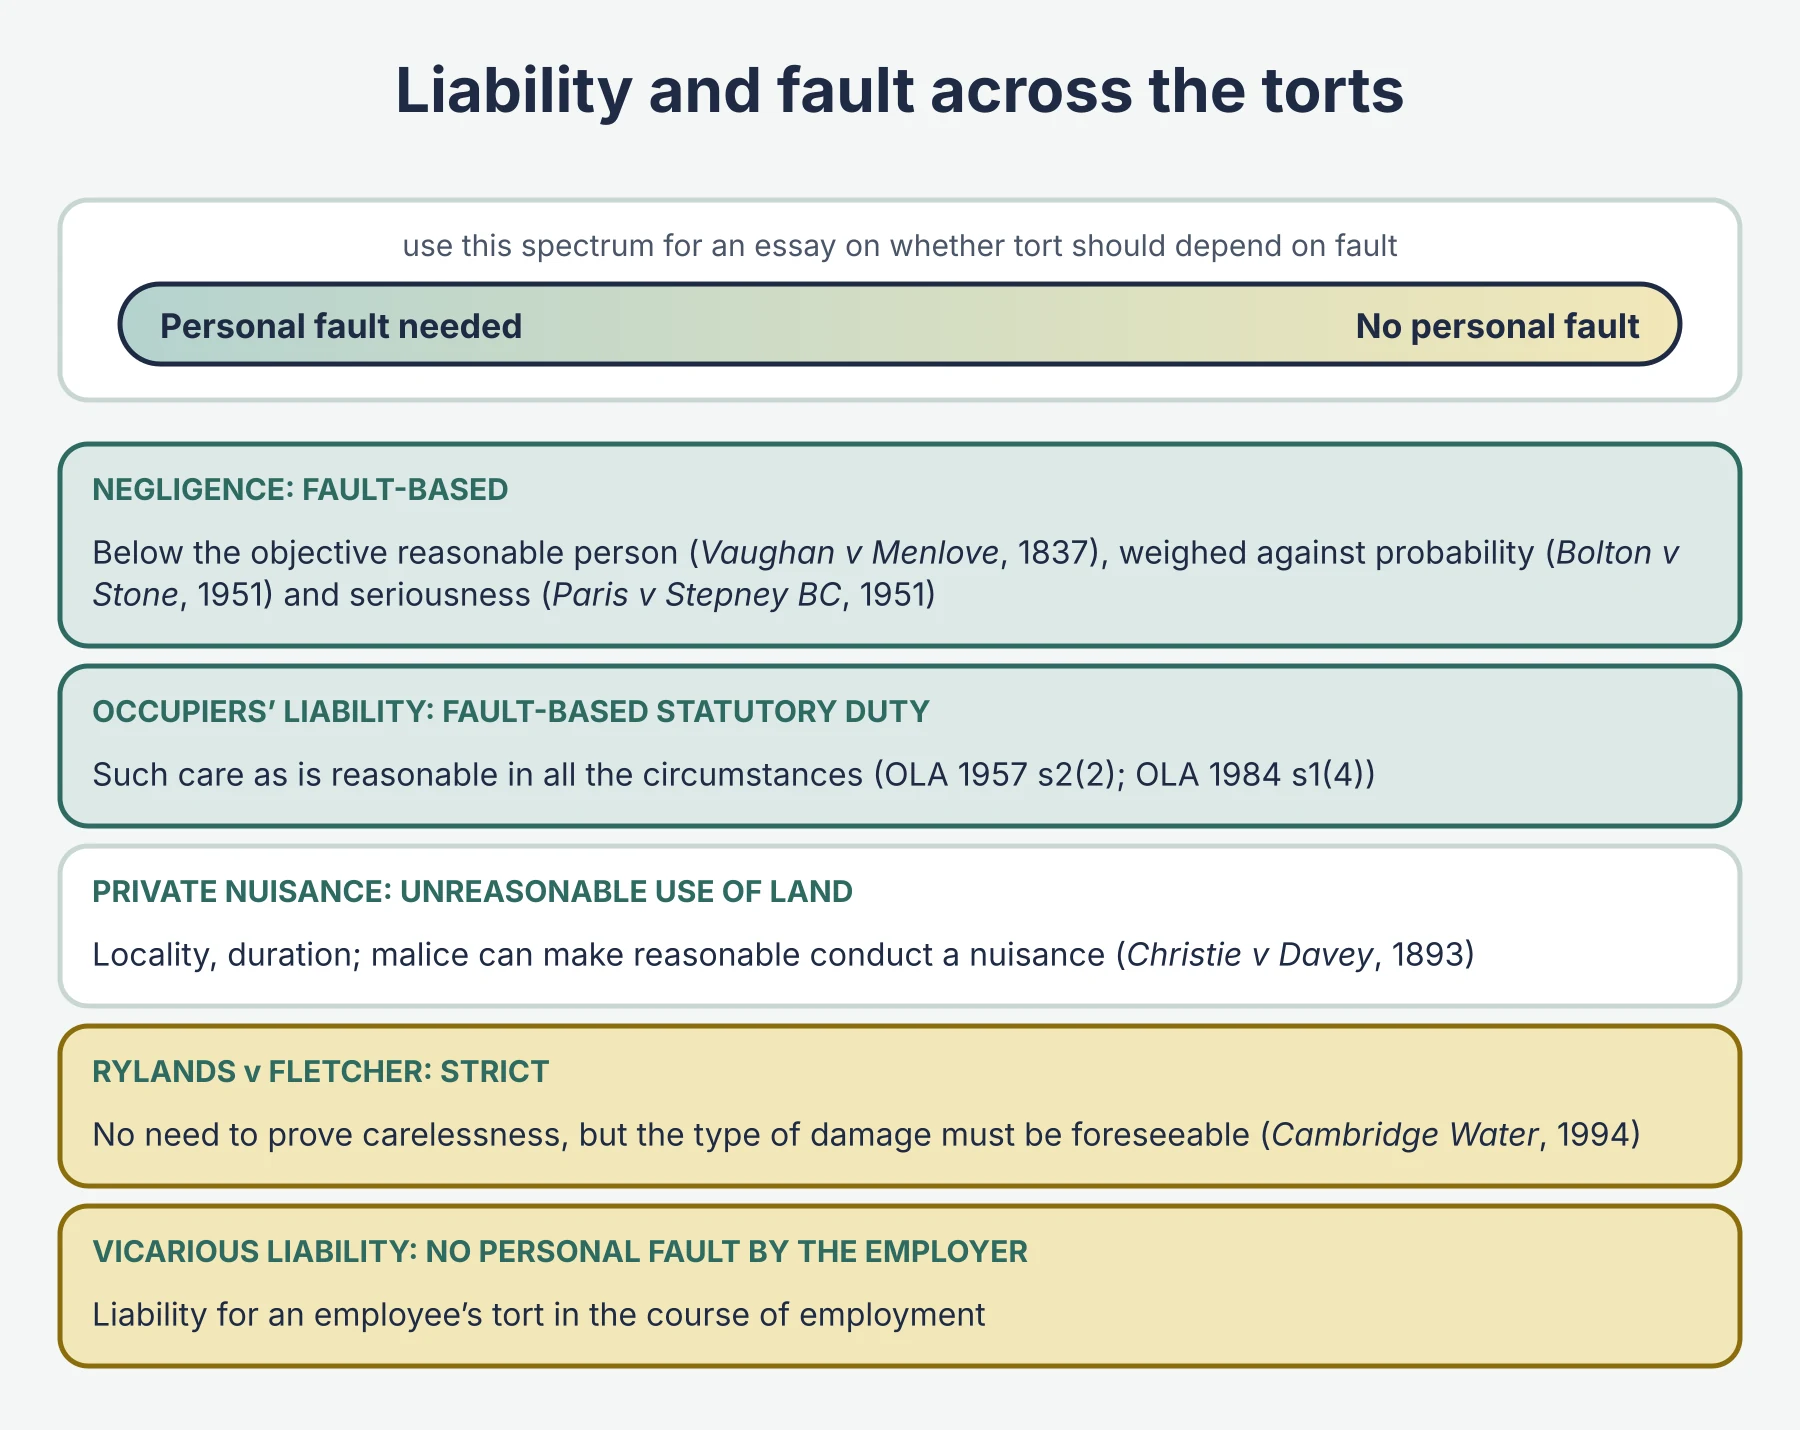 Liability and fault across the torts
use this spectrum for an essay on whether tort should depend on fault
Personal fault needed
No personal fault
NEGLIGENCE: FAULT-BASED
Below the objective reasonable person (Vaughan v Menlove, 1837), weighed against probability (Bolton v
Stone, 1951) and seriousness (Paris v Stepney BC, 1951)
OCCUPIERS’ LIABILITY: FAULT-BASED STATUTORY DUTY
Such care as is reasonable in all the circumstances (OLA 1957 s2(2); OLA 1984 s1(4))
PRIVATE NUISANCE: UNREASONABLE USE OF LAND
Locality, duration; malice can make reasonable conduct a nuisance (Christie v Davey, 1893)
RYLANDS v FLETCHER: STRICT
No need to prove carelessness, but the type of damage must be foreseeable (Cambridge Water, 1994)
VICARIOUS LIABILITY: NO PERSONAL FAULT BY THE EMPLOYER
Liability for an employee’s tort in the course of employment